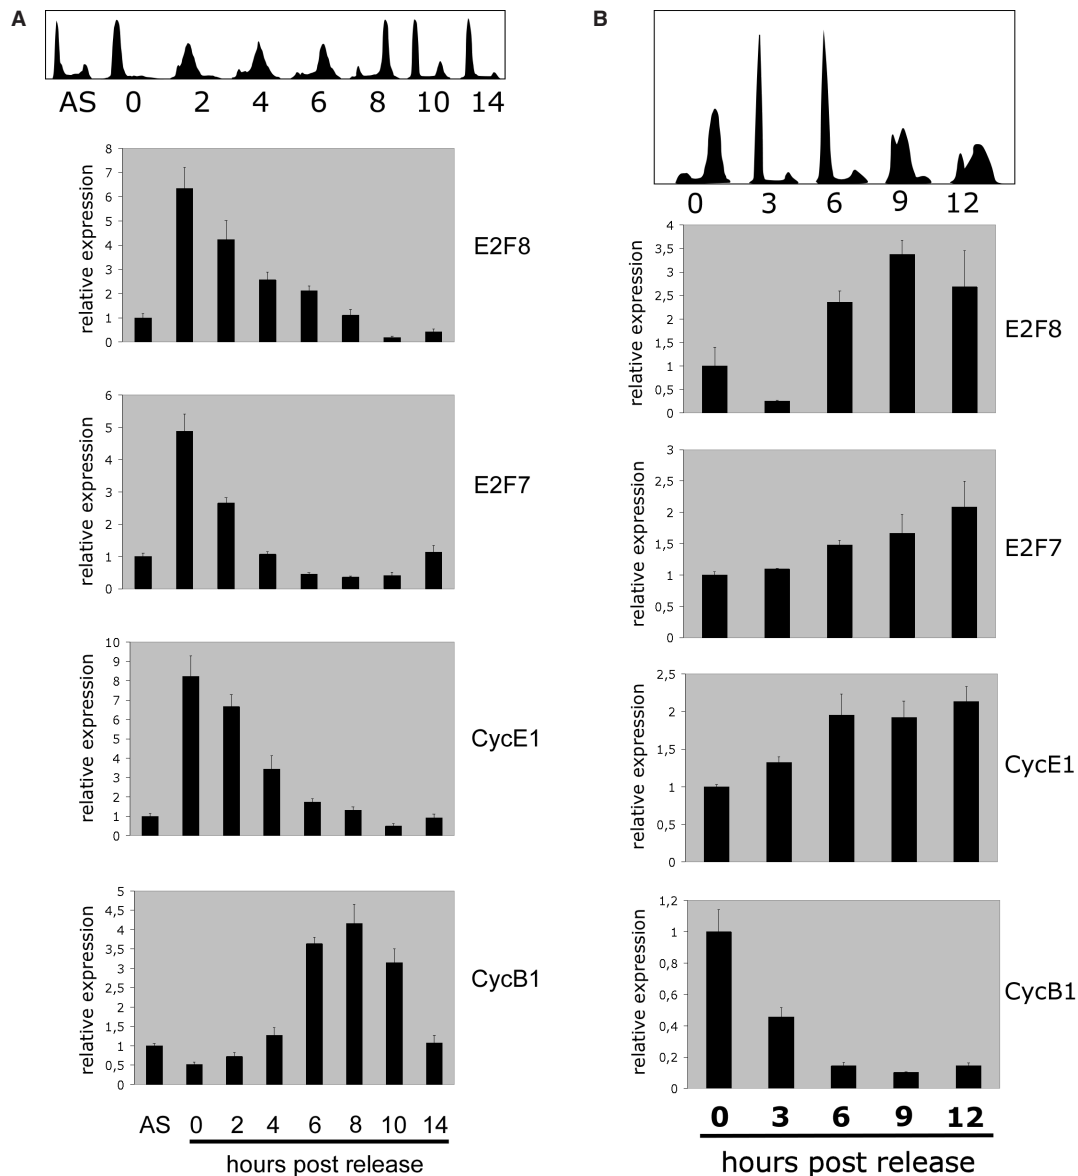 A
AS 0 2 4 6 8 10 14
relative expression
8
7
6
5
4
3
2
1
0
E2F8
relative expression
6
5
4
3
2
1
0
E2F7
relative expression
10
9
8
7
6
5
4
3
2
1
0
CycE1
relative expression
5
4,5
4
3,5
3
2,5
2
1,5
1
0,5
0
CycB1
AS 0 2 4 6 8 10 14
hours post release
B
0 3 6 9 12
relative expression
4
3,5
3
2,5
2
1,5
1
0,5
0
E2F8
relative expression
3
2,5
2
1,5
1
0,5
0
E2F7
relative expression
2,5
2
1,5
1
0,5
0
CycE1
relative expression
1,2
1
0,8
0,6
0,4
0,2
0
CycB1
0 3 6 9 12
hours post release